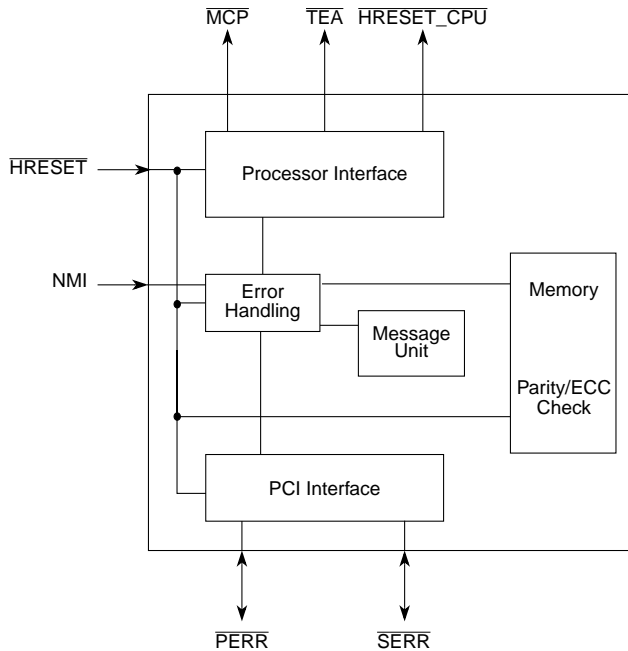 MCP TEA HRESET_CPU
HRESET
Processor Interface
NMI
Error
Handling
Memory
Message
Unit
Parity/ECC
Check
PCI Interface
PERR SERR